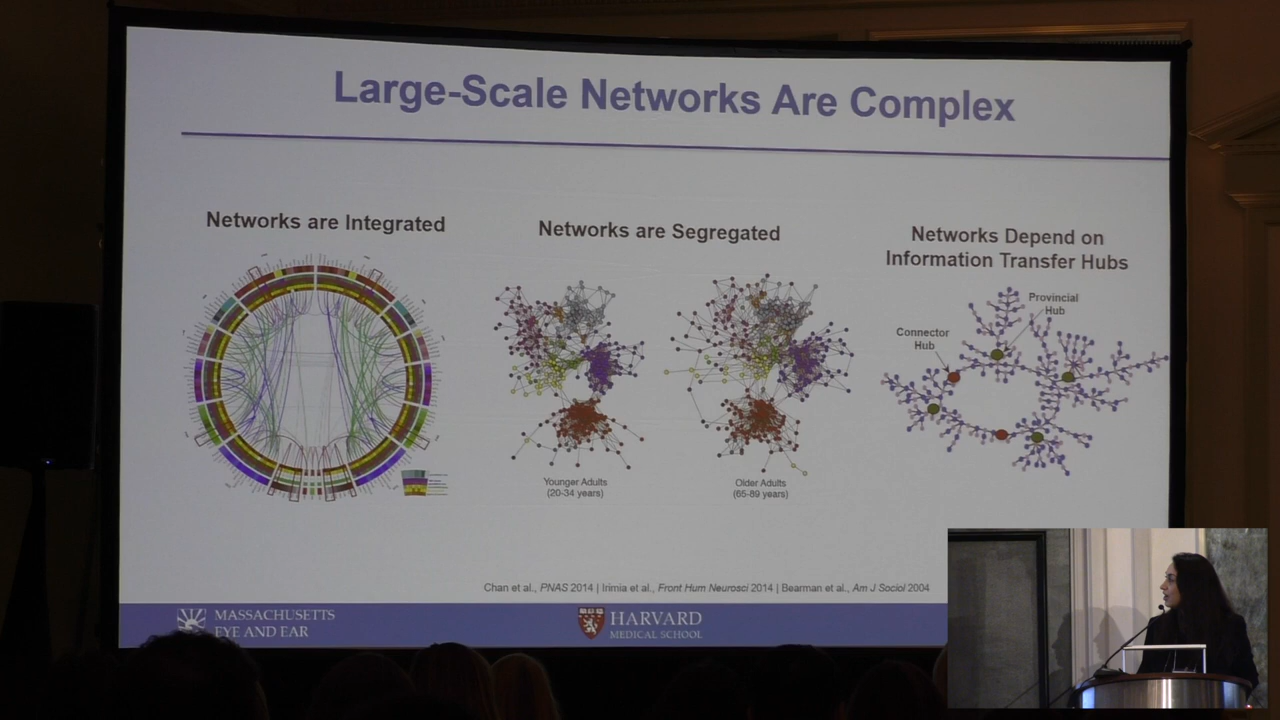 Large-Scale Networks Are Complex
Networks are Integrated
Networks are Segregated
Younger Adults
(20-34 years)
Older Adults
(65-89 years)
Networks Depend on
Information Transfer Hubs
Provincial
Hub
Connector
Hub
Chan et al., PNAS 2014 | Irimia et al., Front Hum Neurosci 2014 | Bearman et al., Am J Sociol 2004
MASSACHUSETTS
EYE AND EAR
HARVARD
MEDICAL SCHOOL